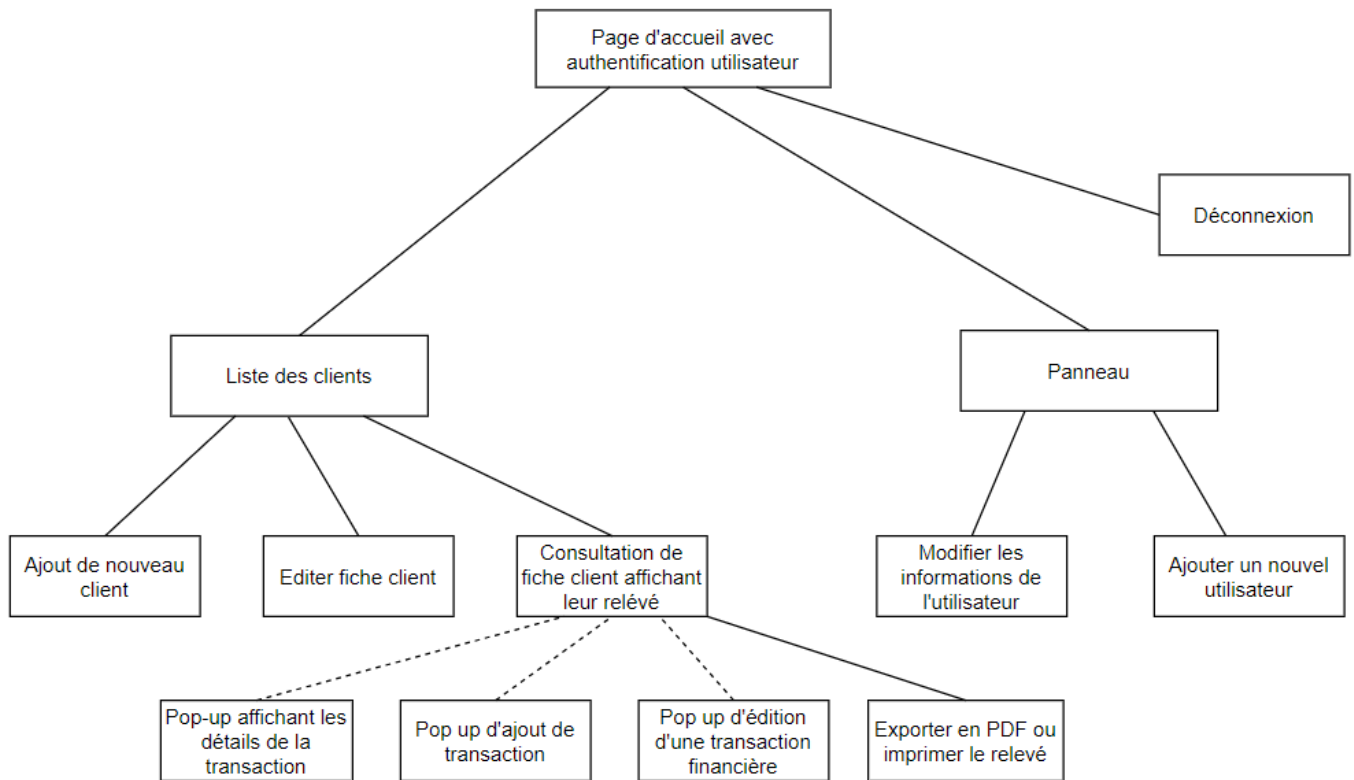 Page d'accueil avec
authentification utilisateur
Déconnexion
Liste des clients
Panneau
Ajout de nouveau
client
Editer fiche client
Consultation de
fiche client affichant
leur relévé
Modifier les
informations de
l'utilisateur
Ajouter un nouvel
utilisateur
Pop-up affichant les
détails de la
transaction
Pop up d'ajout de
transaction
Pop up d'édition
d'une transaction
financière
Exporter en PDF ou
imprimer le relevé